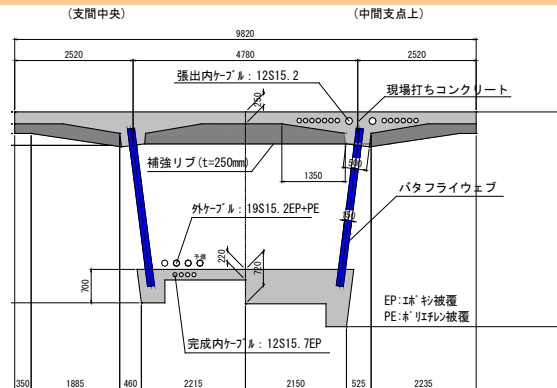 (支間中央)
(中間支点上)
9820
2520
4780
2520
張出内ケーブル：12S15.2
250
現場打ちコンクリート
補強リブ(t=250mm)
1350
500
150
バタフライウェブ
外ケーブル：19S15.2EP+PE
予備
220
720
700
EP:エポキシ被覆
PE:ポリエチレン被覆
完成内ケーブル：12S15.7EP
350
1885
460
2215
2150
525
2235